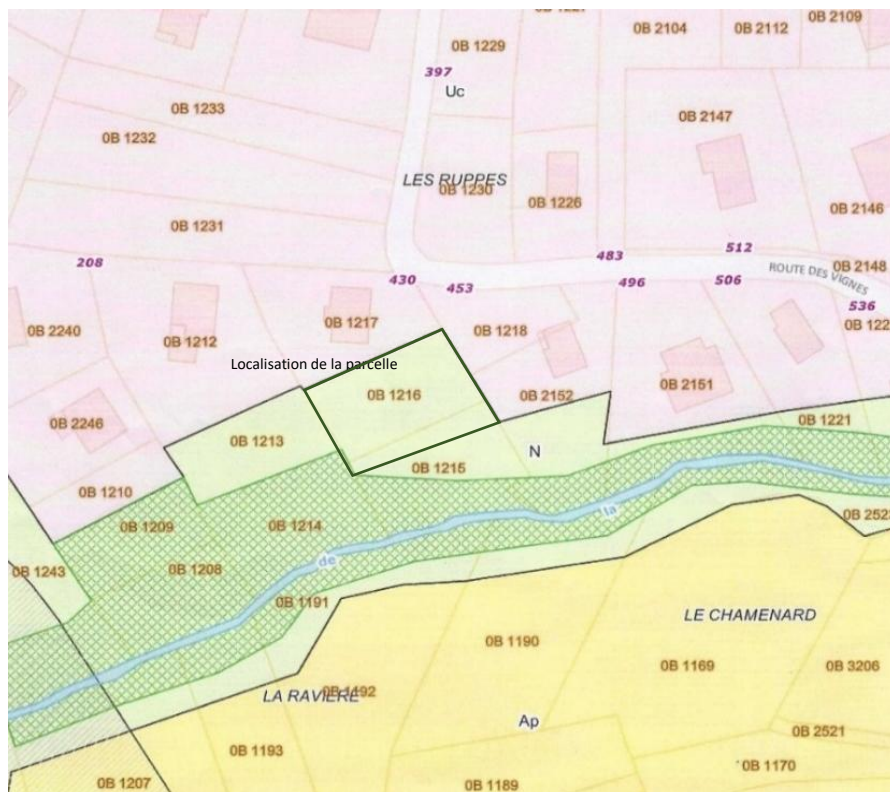 0B 2109
0B 2104
0B 2112
0B 1229
397
Uc
0B 1233
0B 2147
0B 1232
LES RUPPES
0B 1230
0B 1226
0B 2146
0B 1231
512
483
208
0B 2148
ROUTE DES VIGNES
430
453
496
506
536
0B 1217
0B 1218
0B 2240
0B 1212
Localisation de la parcelle
0B 2151
0B 1216
0B 2152
0B 2246
0B 1221
0B 1213
N
0B 1215
0B 1210
0B 1209
0B 1214
la
de
0B 1243
0B 1208
0B 1191
LE CHAMENARD
0B 1190
0B 1169
0B 3206
LA RAVIERE
0B 1192
Ap
0B 2521
0B 1193
0B 1170
0B 1207
0B 1189